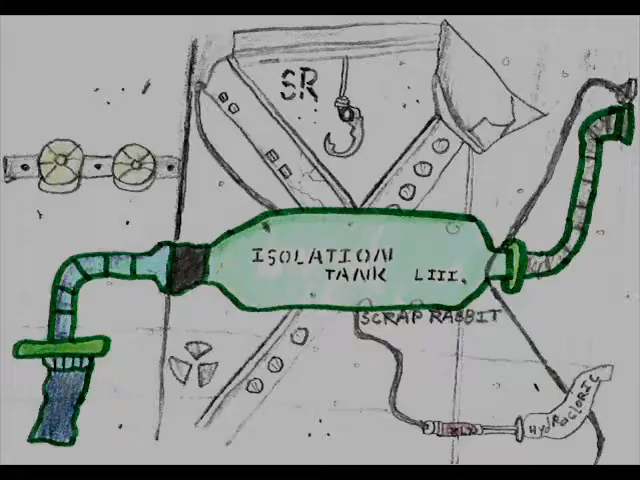 SR
ISOLATION
TANK LIII.
SCRAP RABBIT
HYDROCLORIC